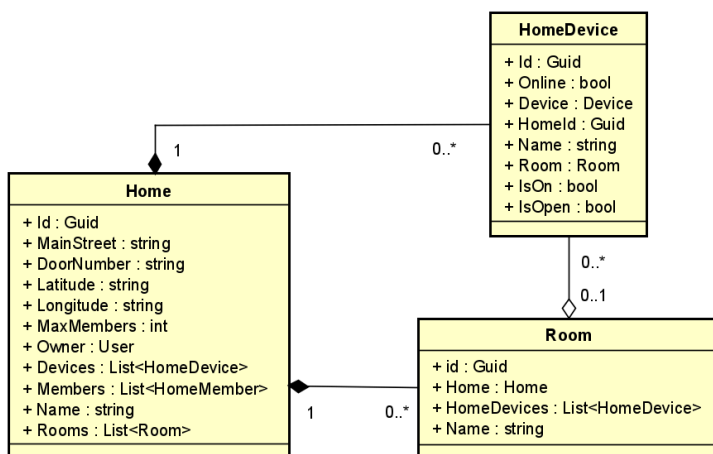 HomeDevice
+ Id : Guid
+ Online : bool
+ Device : Device
+ HomeId : Guid
+ Name : string
+ Room : Room
+ IsOn : bool
+ IsOpen : bool
1
0..*
Home
+ Id : Guid
+ MainStreet : string
+ DoorNumber : string
+ Latitude : string
+ Longitude : string
+ MaxMembers : int
+ Owner : User
+ Devices : List<HomeDevice>
+ Members : List<HomeMember>
+ Name : string
+ Rooms : List<Room>
0..*
0..1
1
0..*
Room
+ id : Guid
+ Home : Home
+ HomeDevices : List<HomeDevice>
+ Name : string